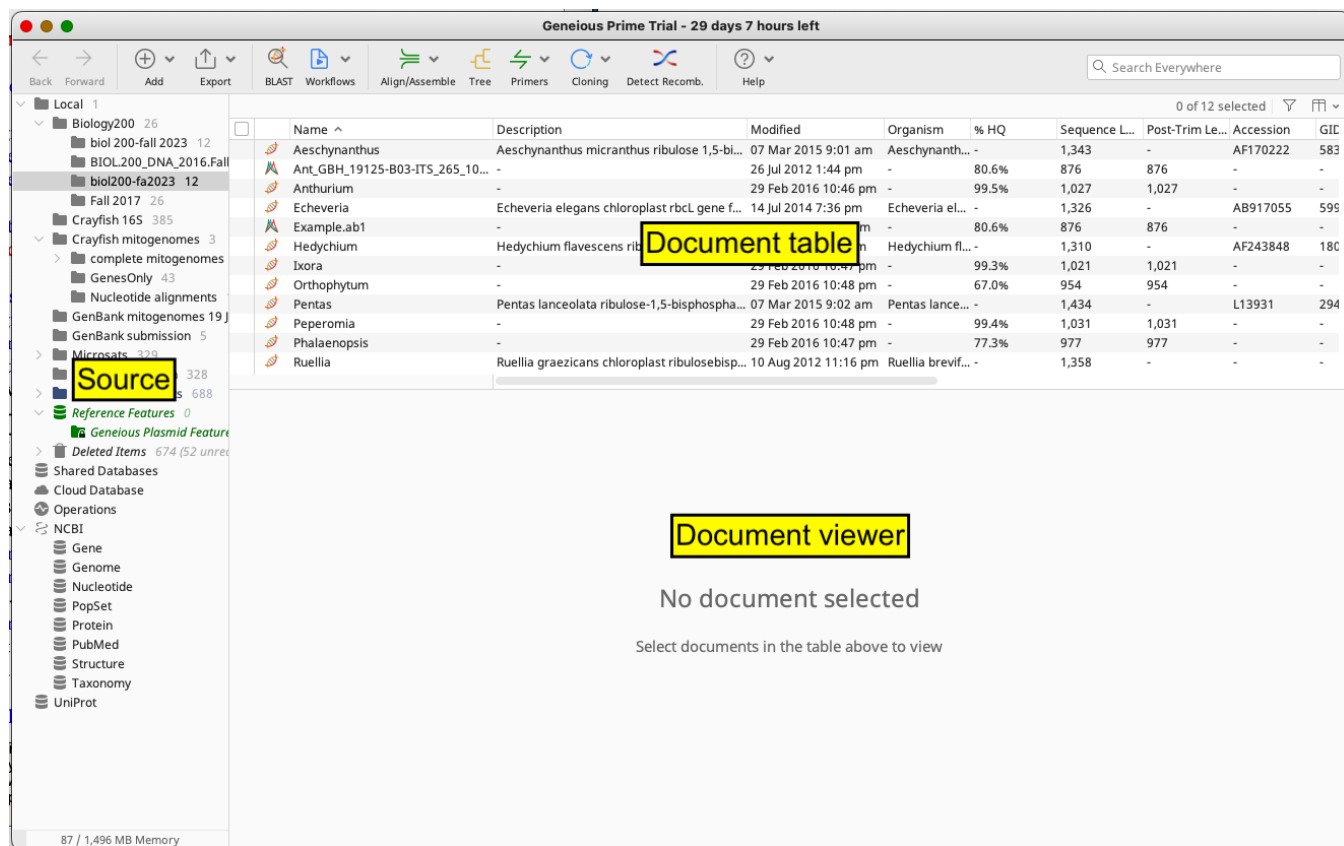 Geneious Prime Trial - 29 days 7 hours left
Back Forward Add Export BLAST Workflows Align/Assemble Tree Primers Cloning Detect Recomb. Help Search Everywhere
0 of 12 selected
Local 1
Biology200 26
biol 200-fall 2023 12
BIOL.200_DNA_2016.Fall
biol200-fa2023 12
Fall 2017 26
Crayfish 16S 385
Crayfish mitogenomes 3
complete mitogenomes
GenesOnly 43
Nucleotide alignments
GenBank mitogenomes 19 J
GenBank submission 5
Microsats 329
328
Source
s 688
Reference Features 0
Geneious Plasmid Feature
Deleted Items 674 (52 unrea
Shared Databases
Cloud Database
Operations
NCBI
Gene
Genome
Nucleotide
PopSet
Protein
PubMed
Structure
Taxonomy
UniProt
87 / 1,496 MB Memory
Name Description Modified Organism % HQ Sequence L... Post-Trim Le... Accession GID
Aeschynanthus Aeschynanthus micranthus ribulose 1,5-bi... 07 Mar 2015 9:01 am Aeschynanth... - 1,343 - AF170222 583
Ant_GBH_19125-B03-ITS_265_10... - 26 Jul 2012 1:44 pm - 80.6% 876 876 - -
Anthurium - 29 Feb 2016 10:46 pm - 99.5% 1,027 1,027 - -
Echeveria Echeveria elegans chloroplast rbcL gene f... 14 Jul 2014 7:36 pm Echeveria el... - 1,326 - AB917055 599
Example.ab1 - m - 80.6% 876 876 - -
Hedychium Hedychium flavescens rib Hedychium fl... - 1,310 - AF243848 180
Document table
Ixora - 29 Feb 2016 10:47 pm - 99.3% 1,021 1,021 - -
Orthophytum - 29 Feb 2016 10:48 pm - 67.0% 954 954 - -
Pentas Pentas lanceolata ribulose-1,5-bisphospha... 07 Mar 2015 9:02 am Pentas lance... - 1,434 - L13931 294
Peperomia - 29 Feb 2016 10:48 pm - 99.4% 1,031 1,031 - -
Phalaenopsis - 29 Feb 2016 10:47 pm - 77.3% 977 977 - -
Ruellia Ruellia graezicans chloroplast ribulosebisp... 10 Aug 2012 11:16 pm Ruellia brevif... - 1,358 - - -
Document viewer
No document selected
Select documents in the table above to view